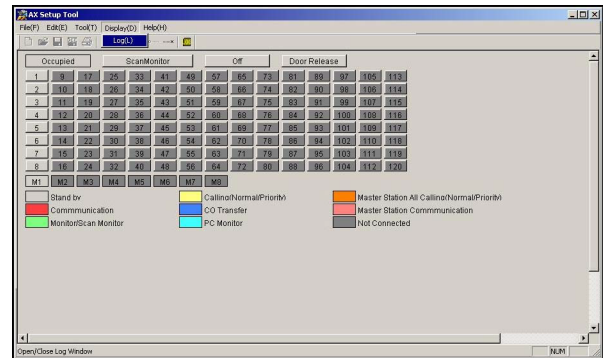 AX Setup Tool
File(F) Edit(E) Tool(T) Display(D) Help(H)
Log(L)
Occupied ScanMonitor Off Door Release
1 9 17 25 33 41 49 57 65 73 81 89 97 105 113
2 10 18 26 34 42 50 58 66 74 82 90 98 106 114
3 11 19 27 35 43 51 59 67 75 83 91 99 107 115
4 12 20 28 36 44 52 60 68 76 84 92 100 108 116
5 13 21 29 37 45 53 61 69 77 85 93 101 109 117
6 14 22 30 38 46 54 62 70 78 86 94 102 110 118
7 15 23 31 39 47 55 63 71 79 87 95 103 111 119
8 16 24 32 40 48 56 64 72 80 88 96 104 112 120
M1 M2 M3 M4 M5 M6 M7 M8
Stand by Calling(Normal/Priority) Master Station All Calling(Normal/Priority)
Commmunication CO Transfer Master Station Commmunication
Monitor/Scan Monitor PC Monitor Not Connected
Open/Close Log Window NUM